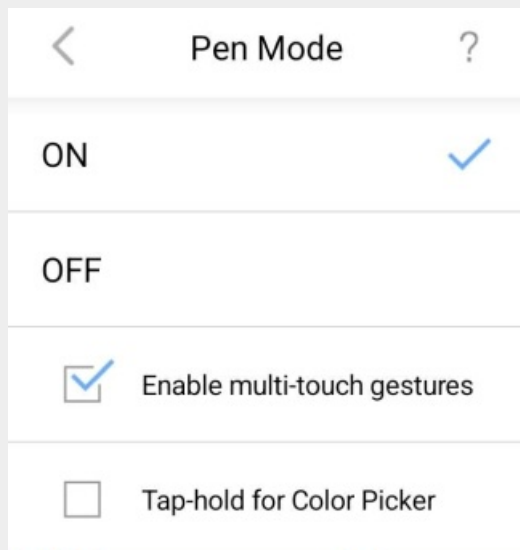 Pen Mode ?
ON
OFF
Enable multi-touch gestures
Tap-hold for Color Picker